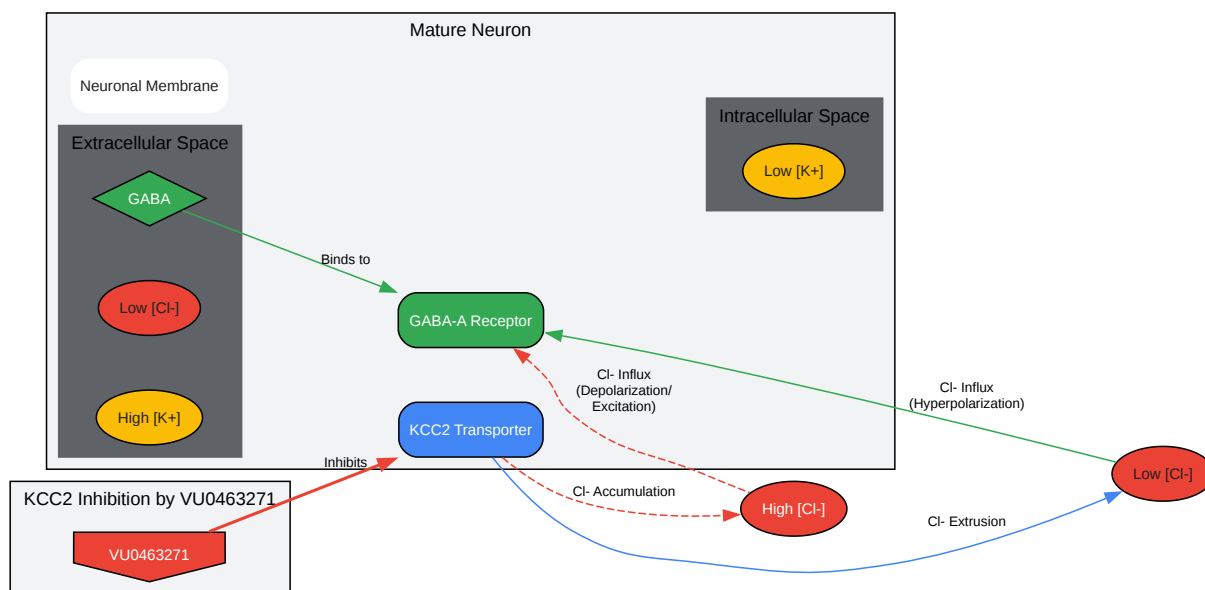 Mature Neuron
Neuronal Membrane
Extracellular Space
GABA
Low [Cl-]
High [K+]
Intracellular Space
Low [K+]
Binds to
GABA-A Receptor
Cl- Influx
(Depolarization/
Excitation)
Cl- Influx
(Hyperpolarization)
KCC2 Transporter
Inhibits
Cl- Accumulation
High [Cl-]
Low [Cl-]
Cl- Extrusion
KCC2 Inhibition by VU0463271
VU0463271